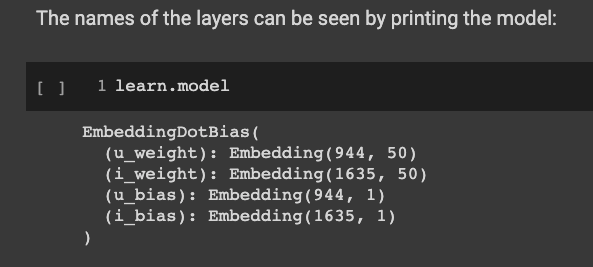 The names of the layers can be seen by printing the model:
[ ] 1 learn.model
EmbeddingDotBias(
(u_weight): Embedding(944, 50)
(i_weight): Embedding(1635, 50)
(u_bias): Embedding(944, 1)
(i_bias): Embedding(1635, 1)
)